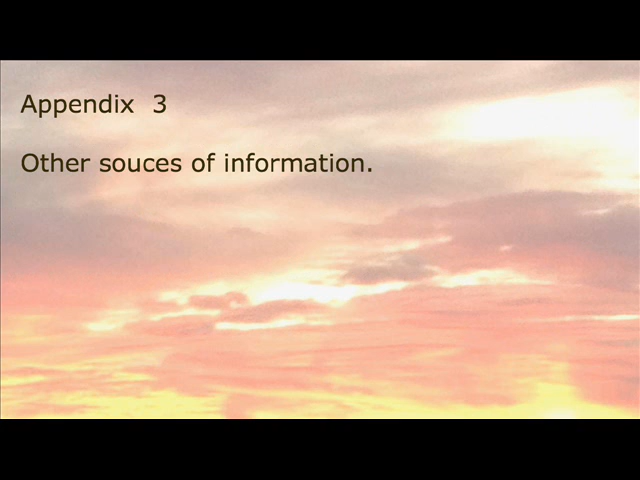 Appendix  3
Other souces of information.